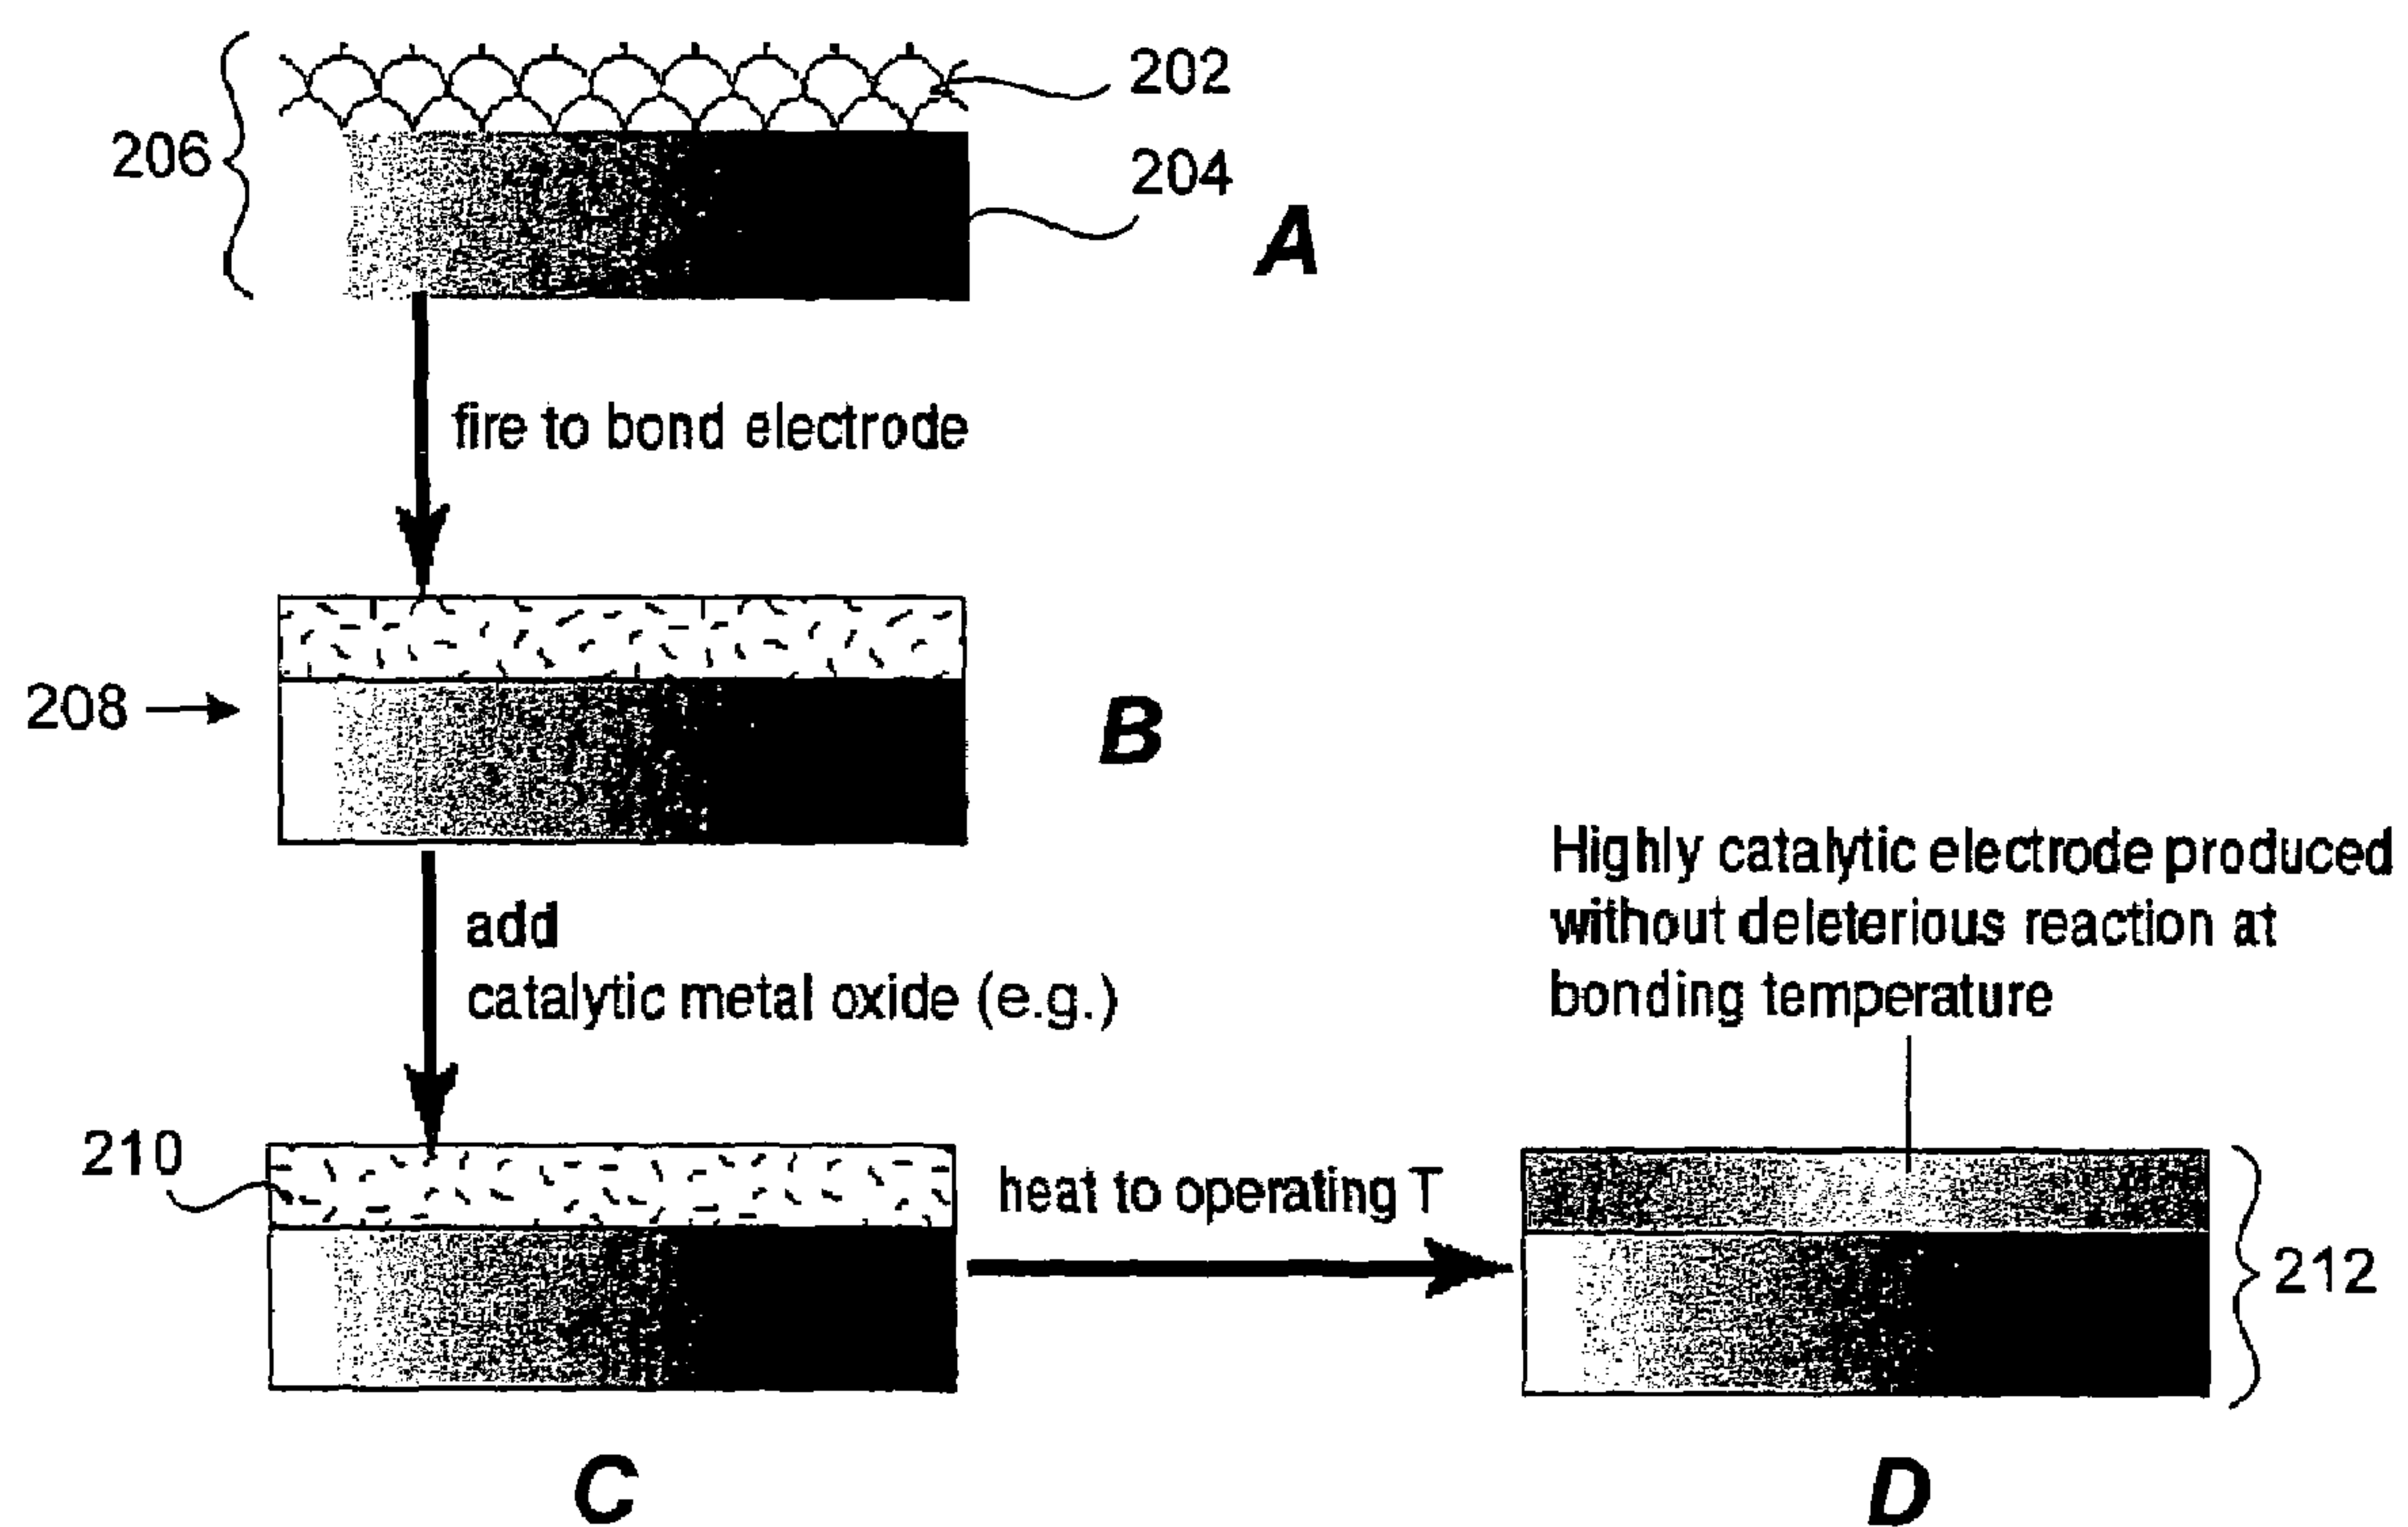 202
206
204
A
fire to bond electrode
208
B
add
catalytic metal oxide (e.g.)
Highly catalytic electrode produced
without deleterious reaction at
bonding temperature
210
heat to operating T
212
C
D